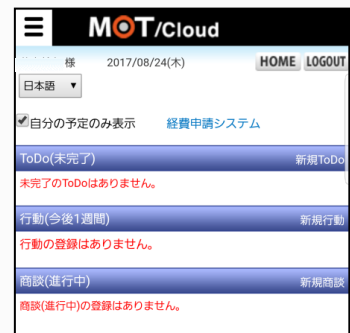 MOT/Cloud
様 2017/08/24(木) HOME LOGOUT
日本語 ▼
自分の予定のみ表示 経費申請システム
ToDo(未完了) 新規ToDo
未完了のToDoはありません。
行動(今後1週間) 新規行動
行動の登録はありません。
商談(進行中) 新規商談
商談(進行中)の登録はありません。